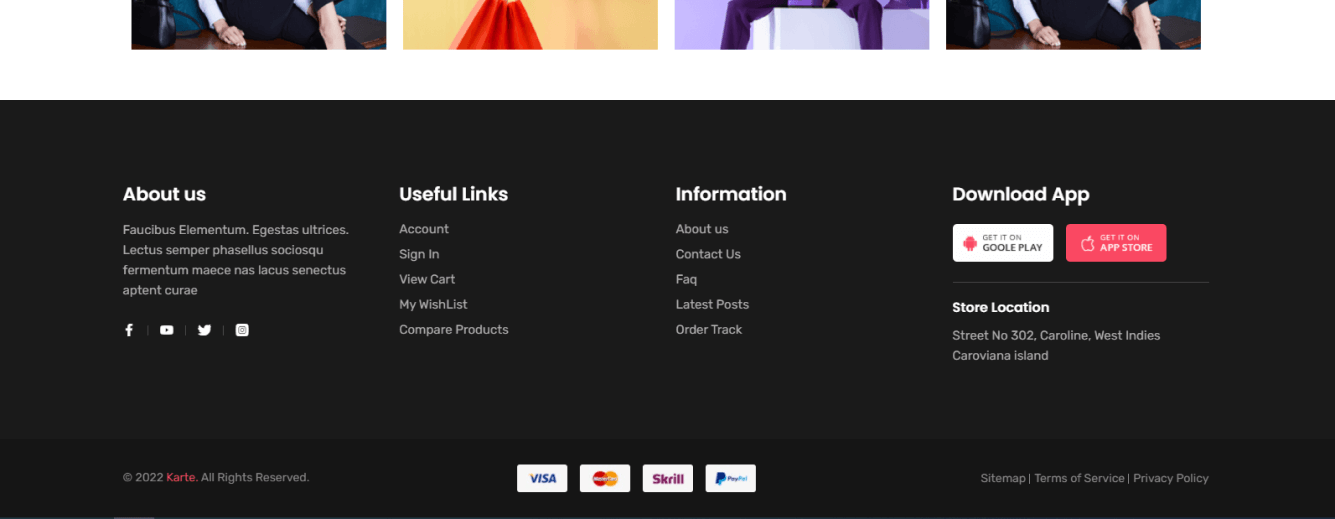 About us
Faucibus Elementum. Egestas ultrices.
Lectus semper phasellus sociosqu
fermentum maece nas lacus senectus
aptent curae
Useful Links
Account
Sign In
View Cart
My WishList
Compare Products
Information
About us
Contact Us
Faq
Latest Posts
Order Track
Download App
GET IT ON
GOOLE PLAY
GET IT ON
APP STORE
Store Location
Street No 302, Caroline, West Indies
Caroviana island
© 2022 Karte. All Rights Reserved.
VISA
MasterCard
Skrill
PayPal
Sitemap | Terms of Service | Privacy Policy